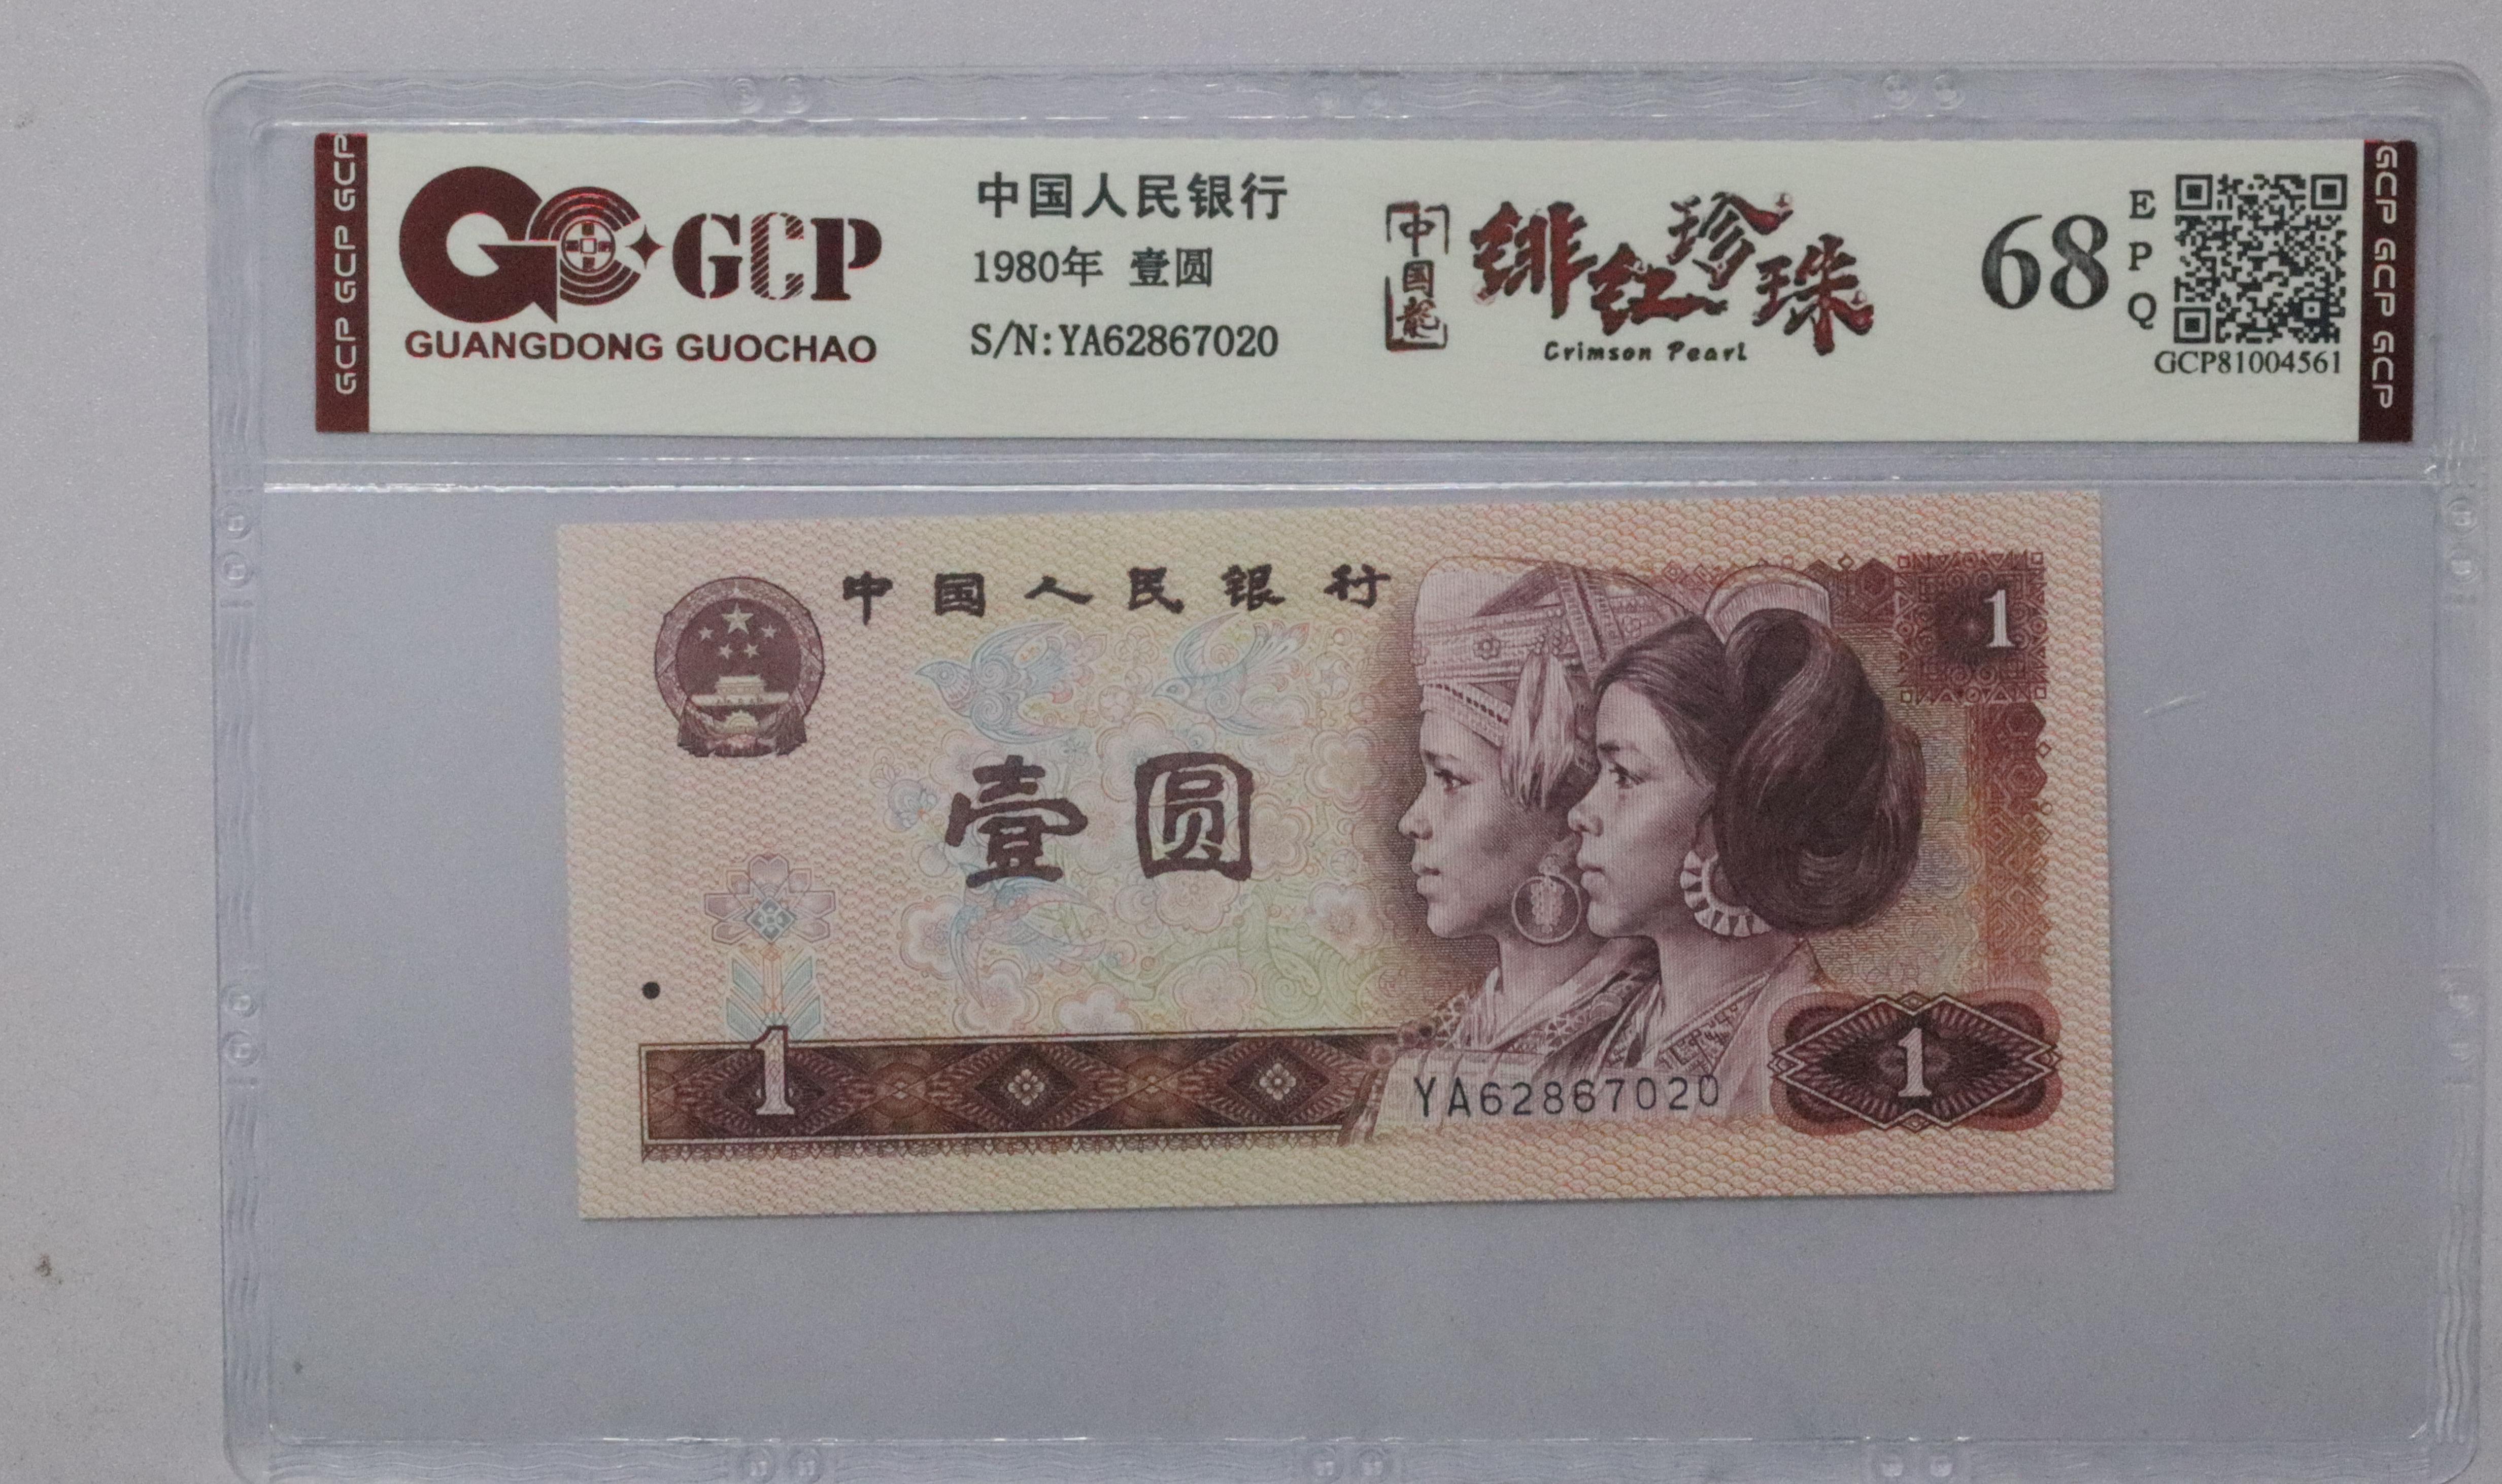 GCP GCP GCP
GCP
GUANGDONG GUOCHAO
中国人民银行
1980年 壹圆
S/N:YA62867020
中国龍
绯红珍珠
Crimson Pearl
68
E
P
Q
GCP81004561
GCP GCP GCP
中国人民银行
1
壹圆
1
YA62867020
1